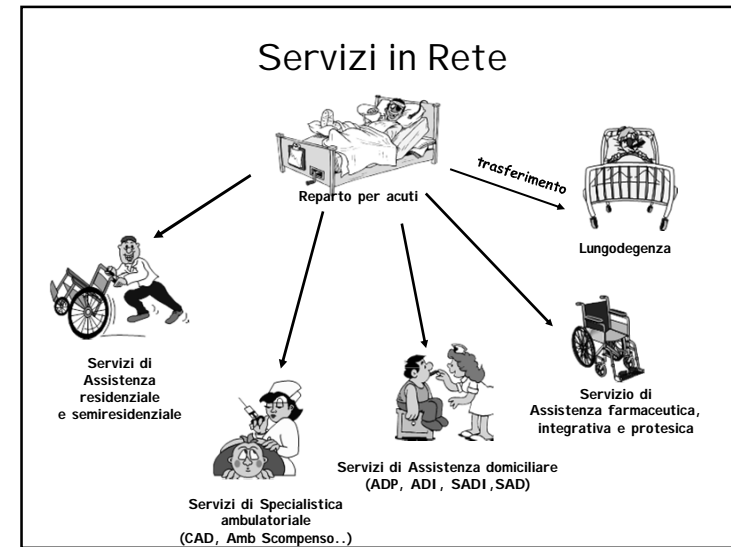 Servizi in Rete
Reparto per acuti
trasferimento
Lungodegenza
Servizi di
Assistenza
residenziale
e semiresidenziale
Servizi di Specialistica
ambulatoriale
(CAD, Amb Scompenso..)
Servizi di Assistenza domiciliare
(ADP, ADI, SADI,SAD)
Servizio di
Assistenza farmaceutica,
integrativa e protesica